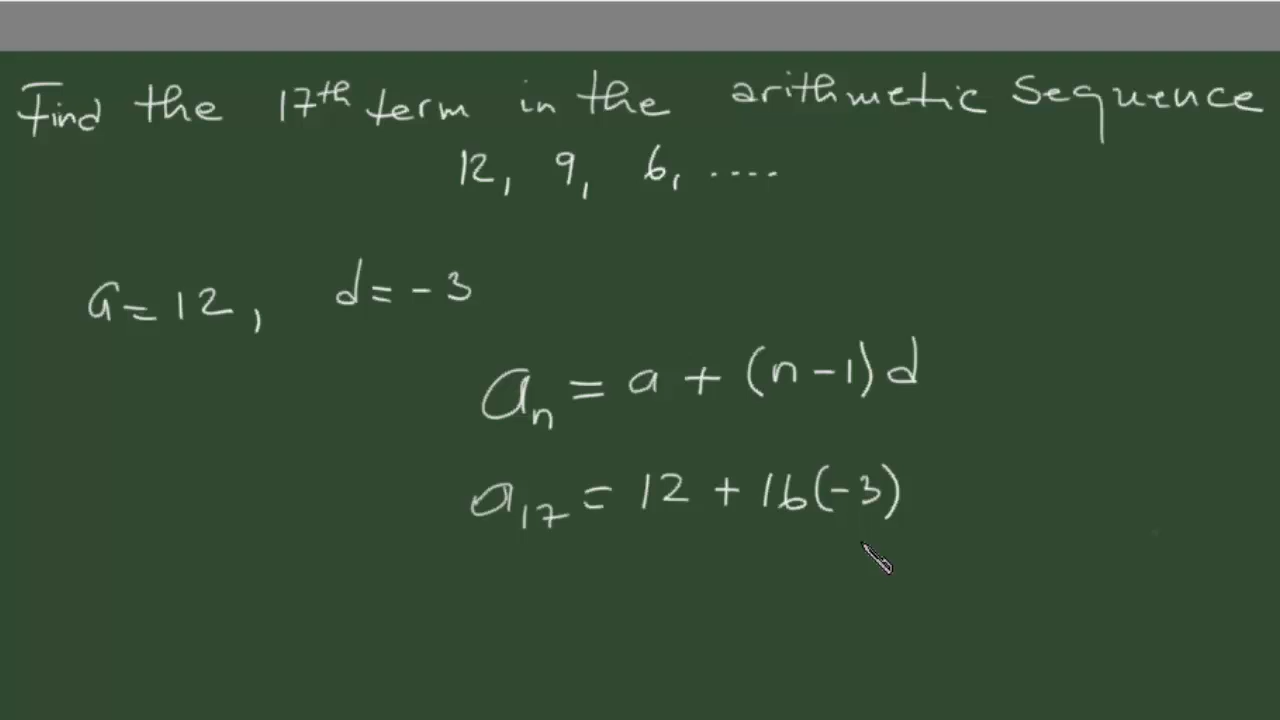 Find the 17th term in the arithmetic sequence
12, 9, 6, ....
a = 12, d = -3
an = a + (n - 1) d
a17 = 12 + 16(-3)